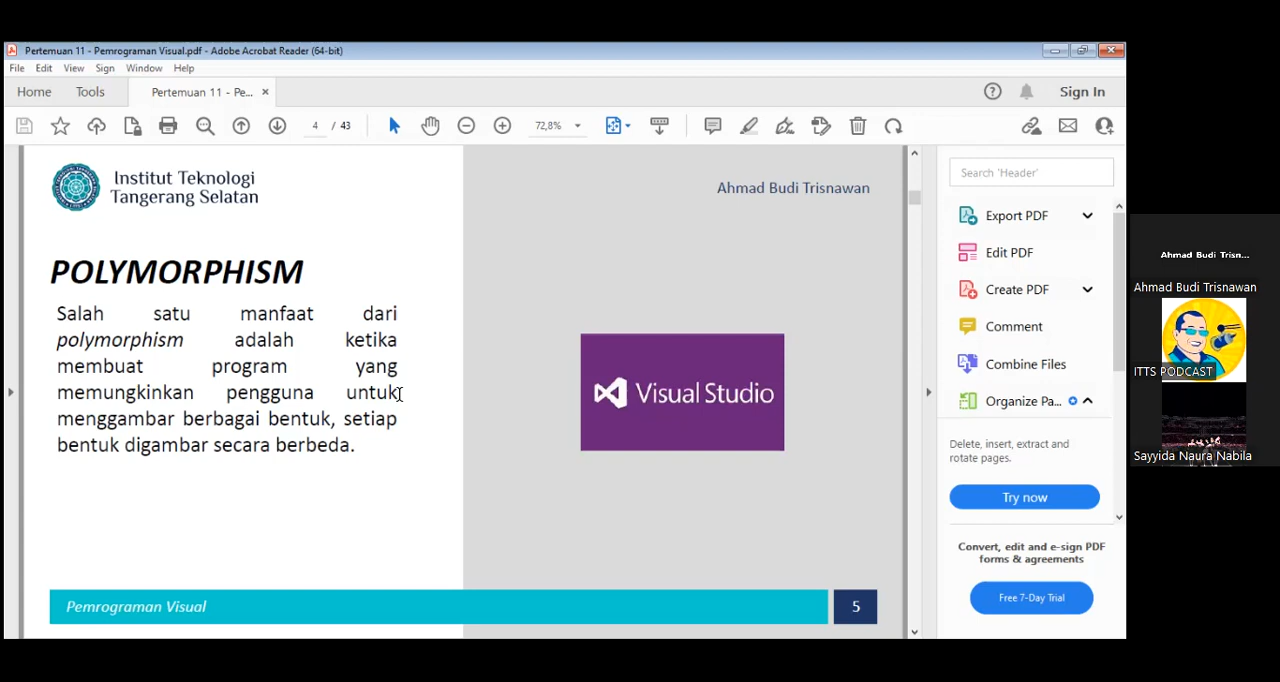 Pertemuan 11 - Pemrograman Visual.pdf - Adobe Acrobat Reader (64-bit)
File Edit View Sign Window Help
Home Tools Pertemuan 11 - Pe... × Sign In
4 / 43 72,8%
Institut Teknologi
Tangerang Selatan
Ahmad Budi Trisnawan
POLYMORPHISM
Salah satu manfaat dari
polymorphism adalah ketika
membuat program yang
memungkinkan pengguna untuk
menggambar berbagai bentuk, setiap
bentuk digambar secara berbeda.
Visual Studio
Pemrograman Visual 5
Search 'Header'
Export PDF
Edit PDF
Create PDF
Comment
Combine Files
Organize Pa...
Delete, insert, extract and
rotate pages.
Try now
Convert, edit and e-sign PDF
forms & agreements
Free 7-Day Trial
Ahmad Budi Trisn...
Ahmad Budi Trisnawan
ITTS PODCAST
Sayyida Naura Nabila